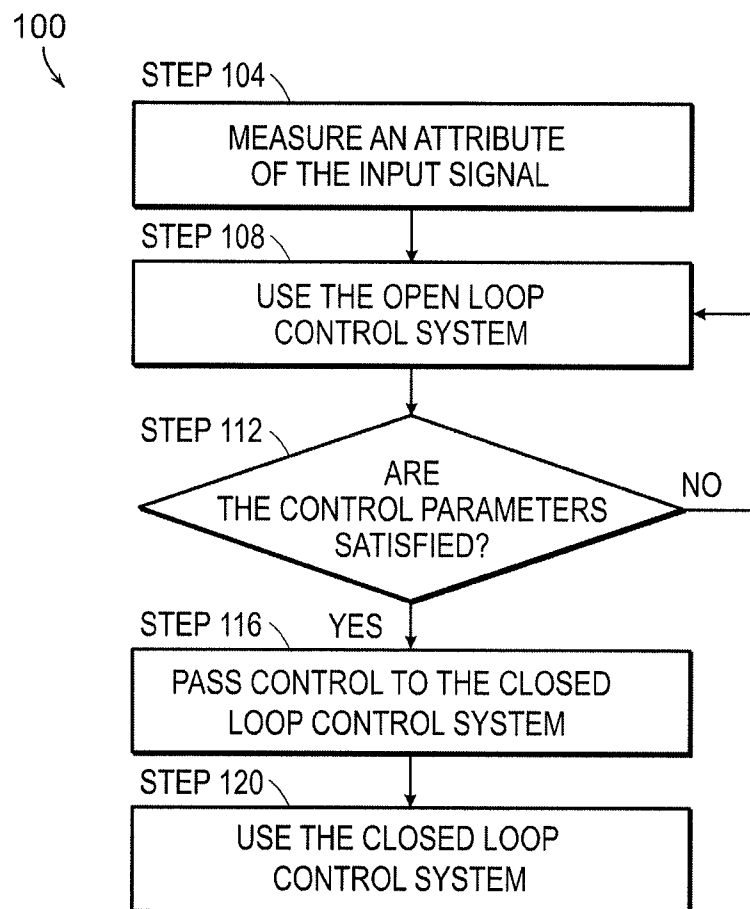 100
STEP 104
MEASURE AN ATTRIBUTE
OF THE INPUT SIGNAL
STEP 108
USE THE OPEN LOOP
CONTROL SYSTEM
STEP 112
ARE
THE CONTROL PARAMETERS
SATISFIED?
NO
YES
STEP 116
PASS CONTROL TO THE CLOSED
LOOP CONTROL SYSTEM
STEP 120
USE THE CLOSED LOOP
CONTROL SYSTEM